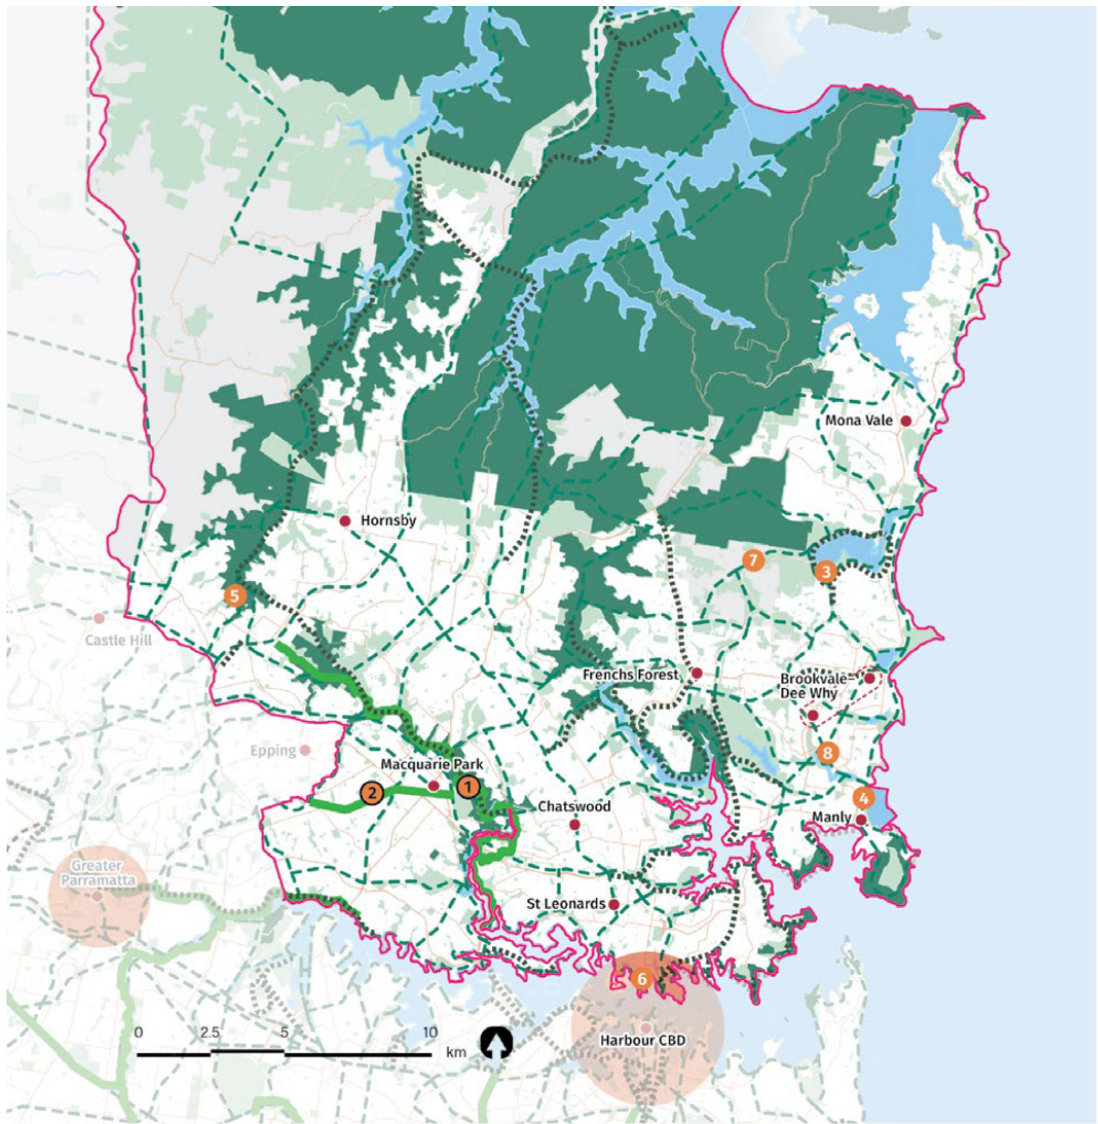 Mona Vale
Hornsby
7
3
5
Castle Hill
Frenchs Forest
Brookvale-
Dee Why
Epping
8
Macquarie Park
1
2
4
Chatswood
Manly
Greater
Parramatta
St Leonards
6
0
2.5
5
10
km
Harbour CBD